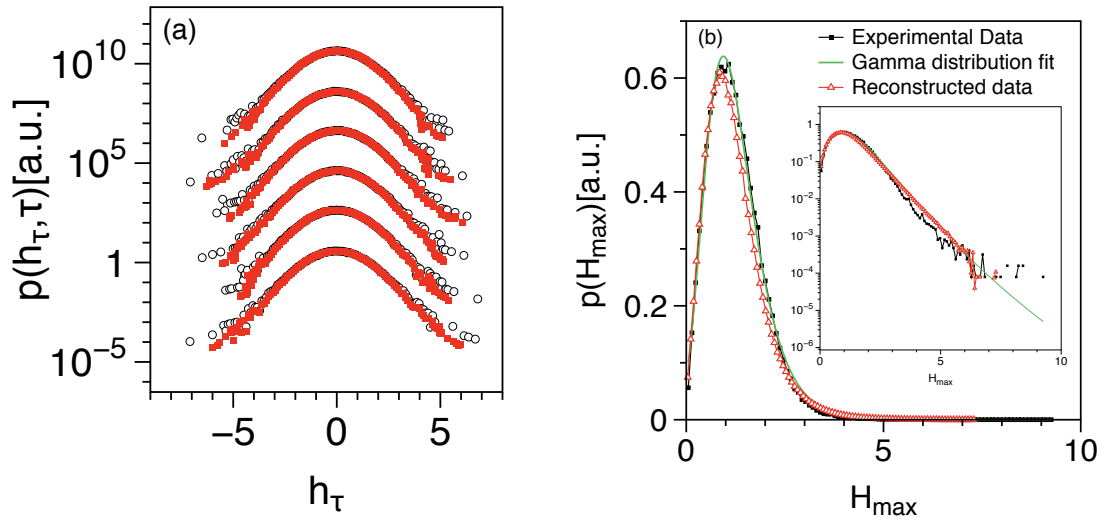 (a)
p(h_τ, τ)[a.u.]
10^10
10^5
1
10^-5
−5 0 5
h_τ
(b)
Experimental Data
Gamma distribution fit
Reconstructed data
p(H_max)[a.u.]
0.6
0.4
0.2
0
0 5 10
H_max
1
10^-1
10^-2
10^-3
10^-4
10^-5
10^-6
0 5 10
H_max